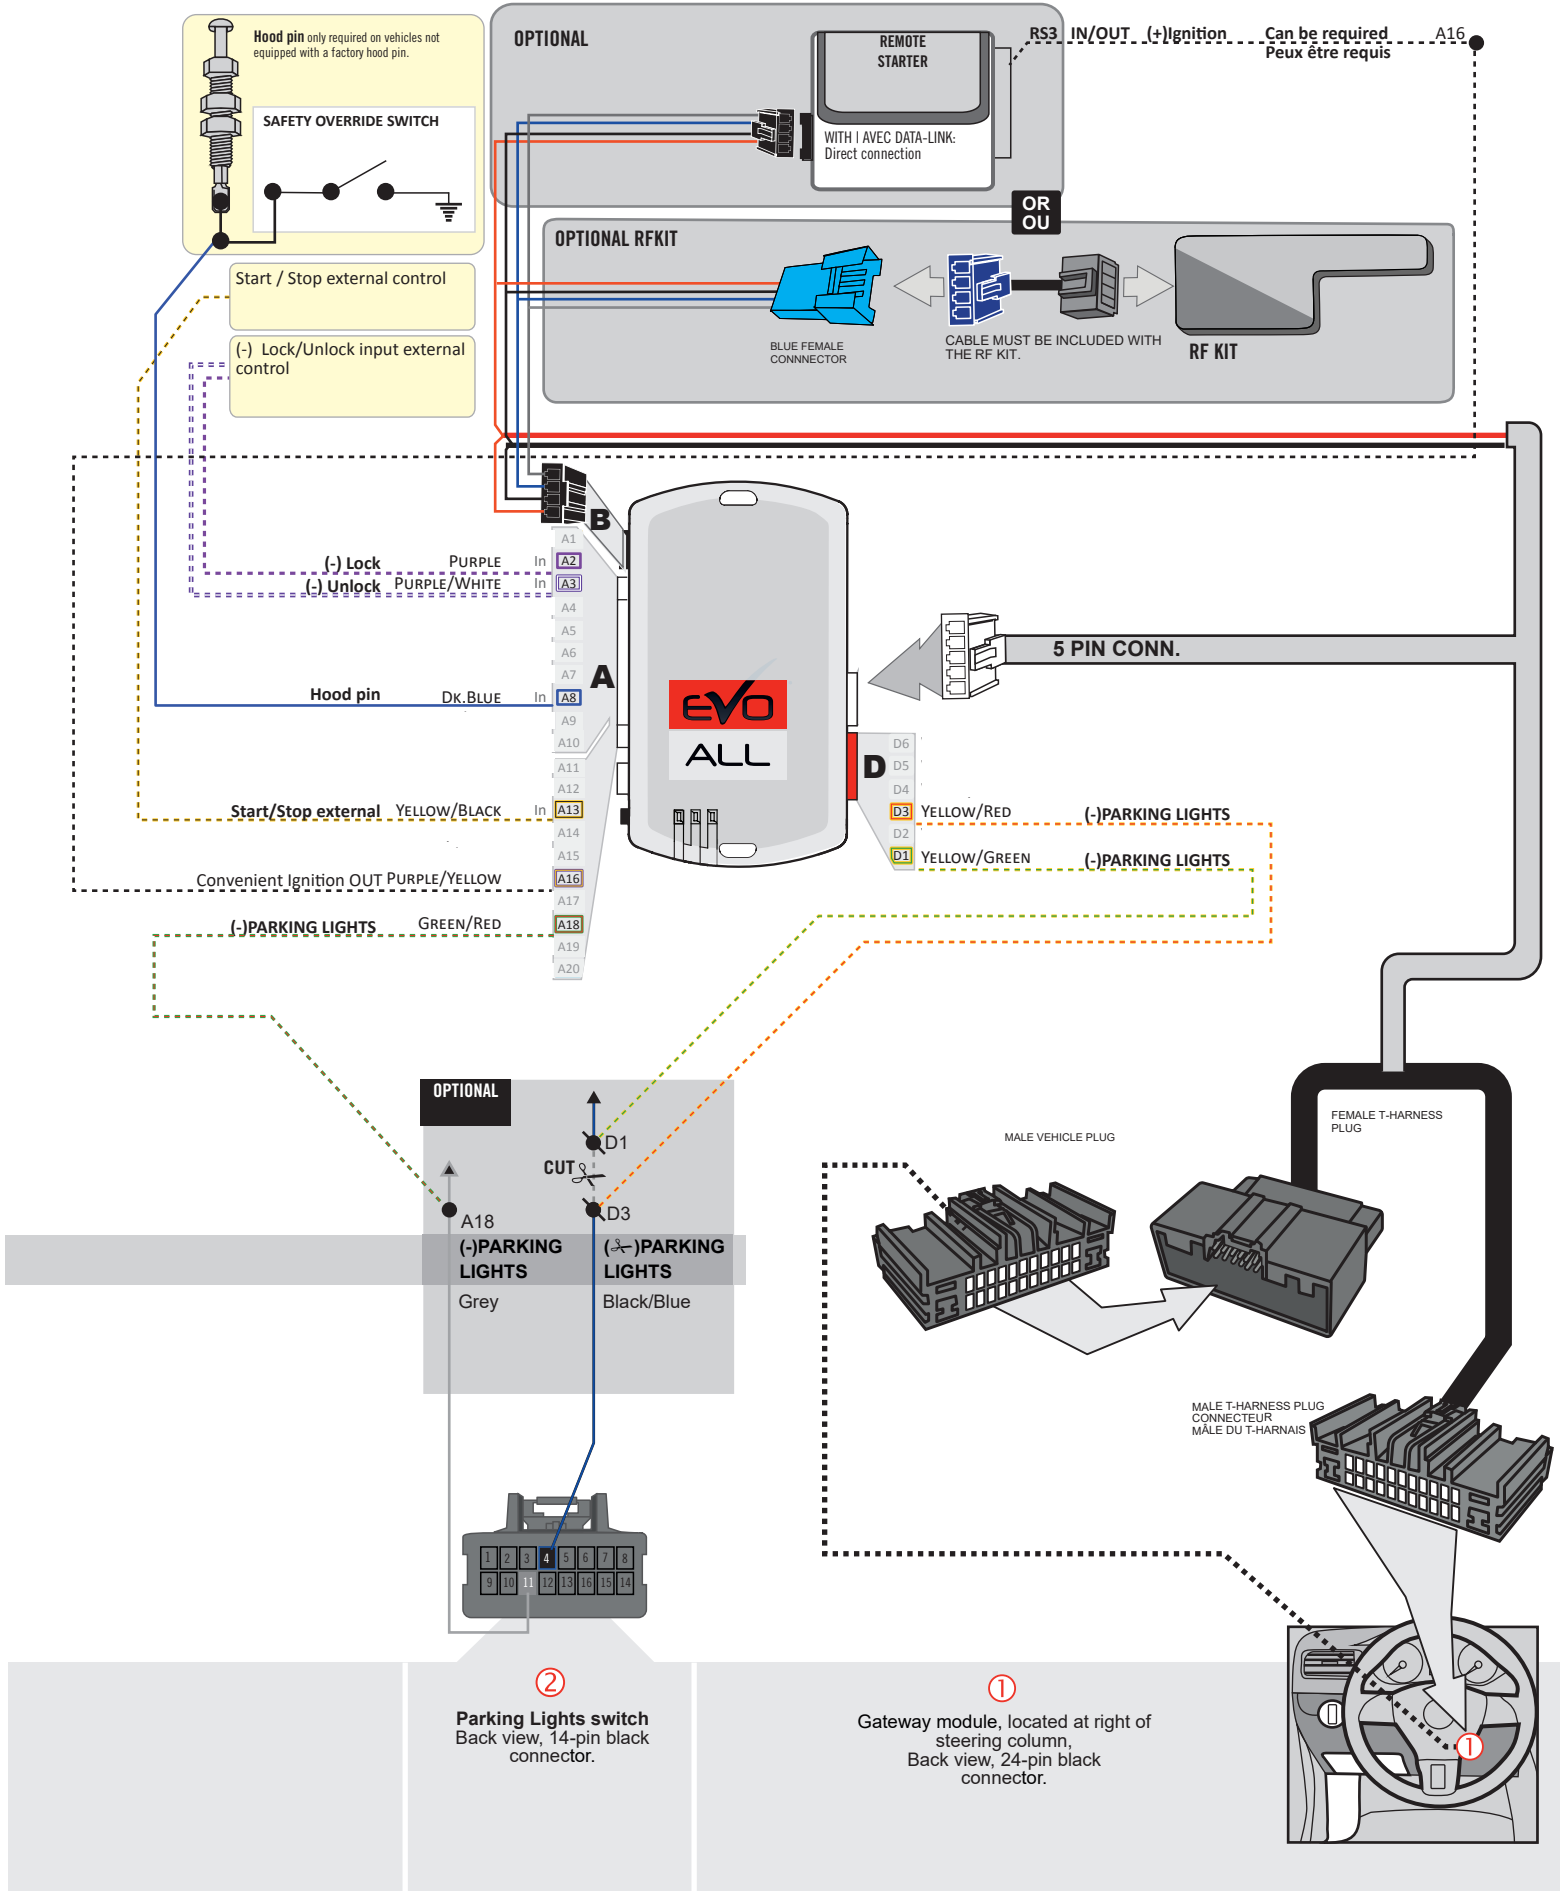 Hood pin only required on vehicles not
equipped with a factory hood pin.
SAFETY OVERRIDE SWITCH
Start / Stop external control
(-) Lock/Unlock input external
control
OPTIONAL
REMOTE
STARTER
WITH | AVEC DATA-LINK:
Direct connection
RS3 IN/OUT (+)Ignition Can be required A16
Peux être requis
OR
OU
OPTIONAL RFKIT
BLUE FEMALE
CONNNECTOR
CABLE MUST BE INCLUDED WITH
THE RF KIT.
RF KIT
B
A1
(-) Lock PURPLE In A2
(-) Unlock PURPLE/WHITE In A3
A4
A5
A6
A7
A
Hood pin DK.BLUE In A8
A9
A10
A11
A12
Start/Stop external YELLOW/BLACK In A13
A14
A15
Convenient Ignition OUT PURPLE/YELLOW A16
A17
(-)PARKING LIGHTS GREEN/RED A18
A19
A20
EVO
ALL
5 PIN CONN.
D
D6
D5
D4
D3 YELLOW/RED (-)PARKING LIGHTS
D2
D1 YELLOW/GREEN (-)PARKING LIGHTS
OPTIONAL
D1
CUT
D3
A18
(-)PARKING
LIGHTS
Grey
(✂)PARKING
LIGHTS
Black/Blue
1 2 3 4 5 6 7 8
9 10 11 12 13 16 15 14
MALE VEHICLE PLUG
FEMALE T-HARNESS
PLUG
MALE T-HARNESS PLUG
CONNECTEUR
MÂLE DU T-HARNAIS
②
Parking Lights switch
Back view, 14-pin black
connector.
①
Gateway module, located at right of
steering column,
Back view, 24-pin black
connector.
①